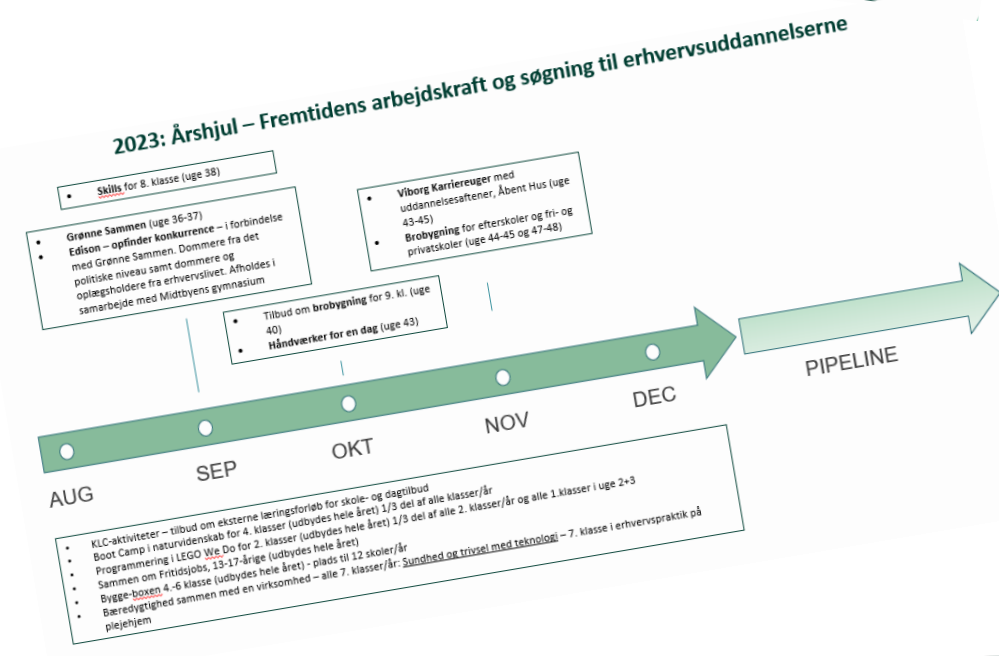 2023: Årshjul – Fremtidens arbejdskraft og søgning til erhvervsuddannelserne
• Skills for 8. klasse (uge 38)
• Grønne Sammen (uge 36-37)
• Edison – opfinder konkurrence – i forbindelse
med Grønne Sammen. Dommere fra det
politiske niveau samt dommere og
oplægsholdere fra erhvervslivet. Afholdes i
samarbejde med Midtbyens gymnasium
• Tilbud om brobygning for 9. kl. (uge
40)
• Håndværker for en dag (uge 43)
• Viborg Karriereuger med
uddannelsesaftener, Åbent Hus (uge
43-45)
• Brobygning for efterskoler og fri- og
privatskoler (uge 44-45 og 47-48)
AUG
SEP
OKT
NOV
DEC
PIPELINE
• KLC-aktiviteter – tilbud om eksterne læringsforløb for skole- og dagtilbud
• Boot Camp i naturvidenskab for 4. klasser (udbydes hele året) 1/3 del af alle klasser/år
• Programmering i LEGO We Do for 2. klasser (udbydes hele året) 1/3 del af alle 2. klasser/år og alle 1.klasser i uge 2+3
• Sammen om Fritidsjobs, 13-17-årige (udbydes hele året)
• Bygge-boxen 4.-6 klasse (udbydes hele året) - plads til 12 skoler/år
• Bæredygtighed sammen med en virksomhed – alle 7. klasser/år: Sundhed og trivsel med teknologi – 7. klasse i erhvervspraktik på
plejehjem